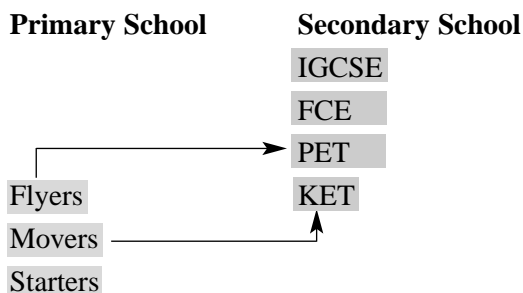 Primary School Secondary School
IGCSE
FCE
PET
Flyers KET
Movers
Starters